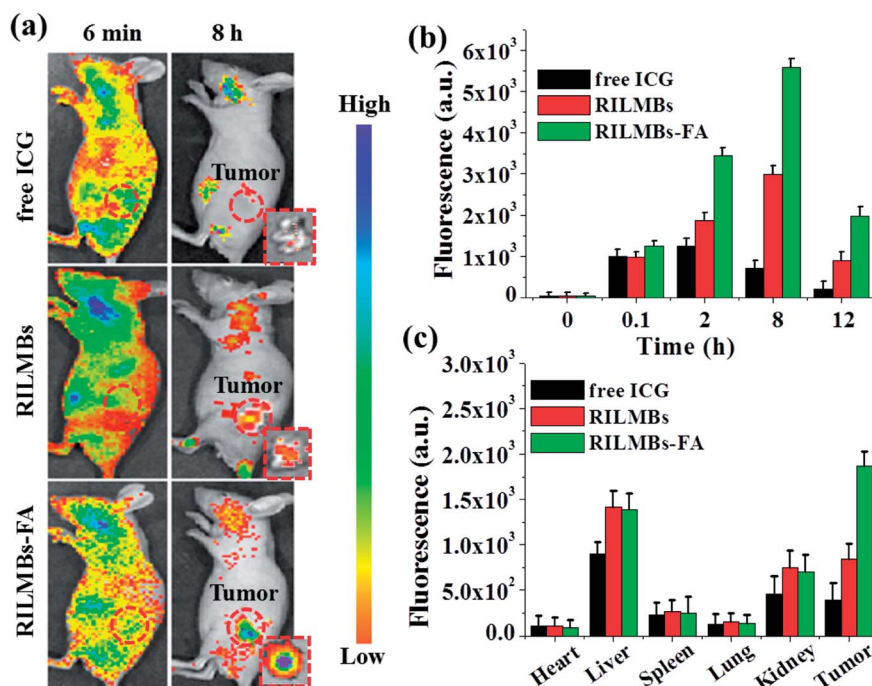 (a)
6 min
8 h
free ICG
Tumor
RILMBs
Tumor
RILMBs-FA
Tumor
High
Low
(b)
Fluorescence (a.u.)
6x10³
5x10³
4x10³
3x10³
2x10³
1x10³
0
free ICG
RILMBs
RILMBs-FA
0 0.1 2 8 12
Time (h)
(c)
Fluorescence (a.u.)
3.0x10³
2.5x10³
2.0x10³
1.5x10³
1.0x10³
5.0x10²
0.0
free ICG
RILMBs
RILMBs-FA
Heart Liver Spleen Lung Kidney Tumor